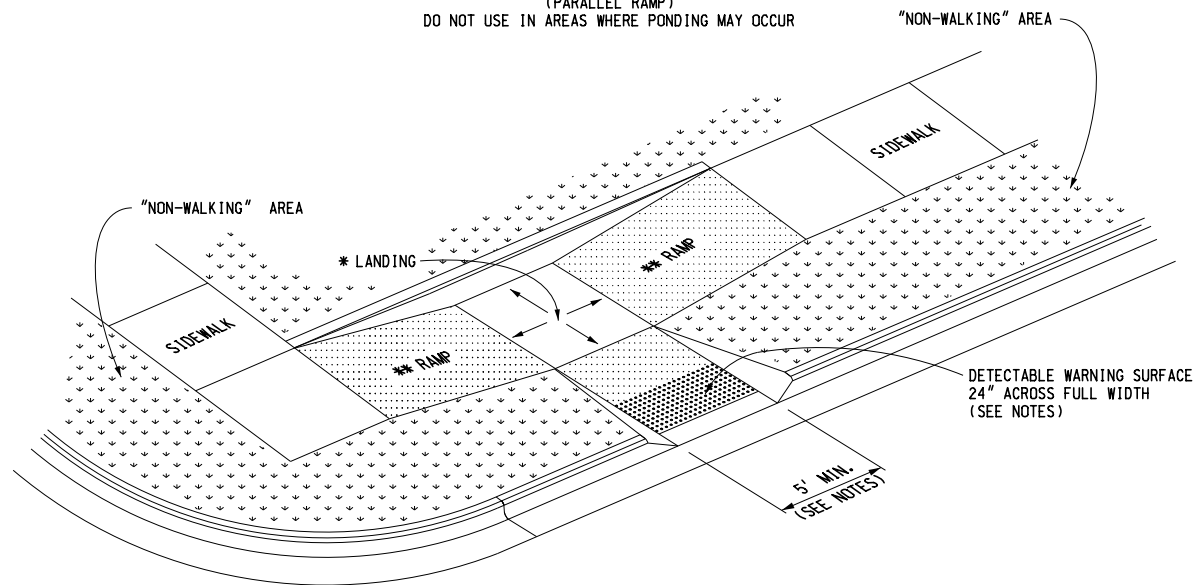 (PARALLEL RAMP)
DO NOT USE IN AREAS WHERE PONDING MAY OCCUR
"NON-WALKING" AREA
SIDEWALK
"NON-WALKING" AREA
** RAMP
* LANDING
SIDEWALK
** RAMP
DETECTABLE WARNING SURFACE
24" ACROSS FULL WIDTH
(SEE NOTES)
5' MIN.
(SEE NOTES)